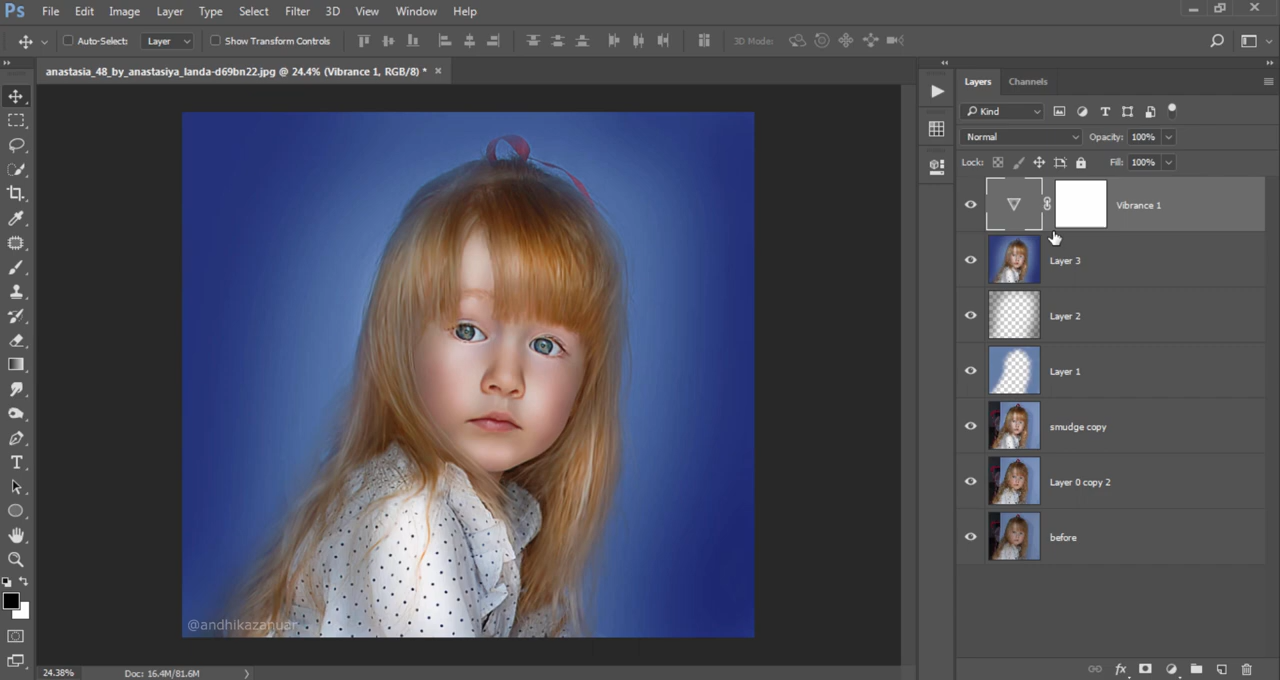 Ps File Edit Image Layer Type Select Filter 3D View Window Help
Auto-Select: Layer Show Transform Controls 3D Mode:
anastasia_48_by_anastasiya_landa-d69bn22.jpg @ 24.4% (Vibrance 1, RGB/8) * ×
Layers Channels
Kind
Normal Opacity: 100%
Lock: Fill: 100%
Vibrance 1
Layer 3
Layer 2
Layer 1
smudge copy
Layer 0 copy 2
before
@andhikazanuar
24.38% Doc: 16.4M/81.6M